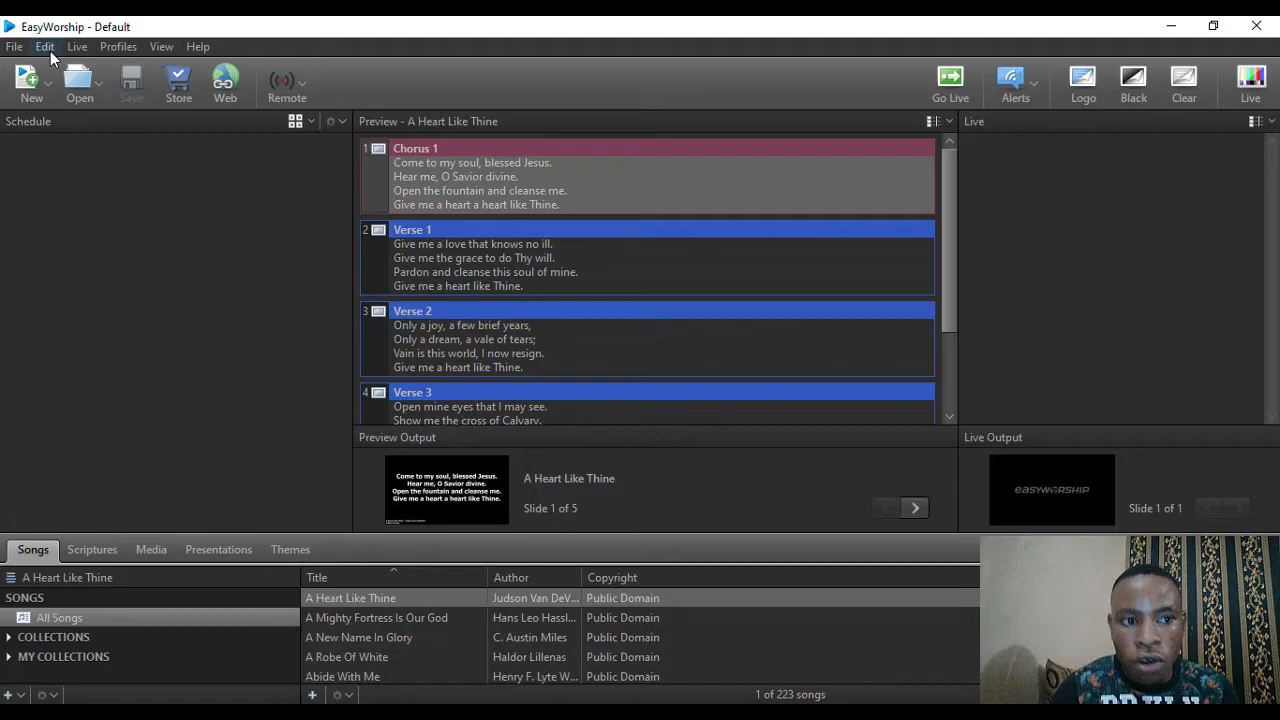 EasyWorship - Default
File Edit Live Profiles View Help
New Open Save Store Web Remote Go Live Alerts Logo Black Clear Live
Schedule
Preview - A Heart Like Thine
Live
1 Chorus 1
Come to my soul, blessed Jesus.
Hear me, O Savior divine.
Open the fountain and cleanse me.
Give me a heart a heart like Thine.
2 Verse 1
Give me a love that knows no ill.
Give me the grace to do Thy will.
Pardon and cleanse this soul of mine.
Give me a heart like Thine.
3 Verse 2
Only a joy, a few brief years,
Only a dream, a vale of tears;
Vain is this world, I now resign.
Give me a heart like Thine.
4 Verse 3
Open mine eyes that I may see.
Show me the cross of Calvary.
Preview Output
Live Output
Come to my soul, blessed Jesus.
Hear me, O Savior divine.
Open the fountain and cleanse me.
Give me a heart a heart like Thine.
A Heart Like Thine
Slide 1 of 5
easyworship
Slide 1 of 1
Songs Scriptures Media Presentations Themes
A Heart Like Thine
Title Author Copyright
SONGS
All Songs
COLLECTIONS
MY COLLECTIONS
A Heart Like Thine Judson Van DeV... Public Domain
A Mighty Fortress Is Our God Hans Leo Hassl... Public Domain
A New Name In Glory C. Austin Miles Public Domain
A Robe Of White Haldor Lillenas Public Domain
Abide With Me Henry F. Lyte W... Public Domain
1 of 223 songs